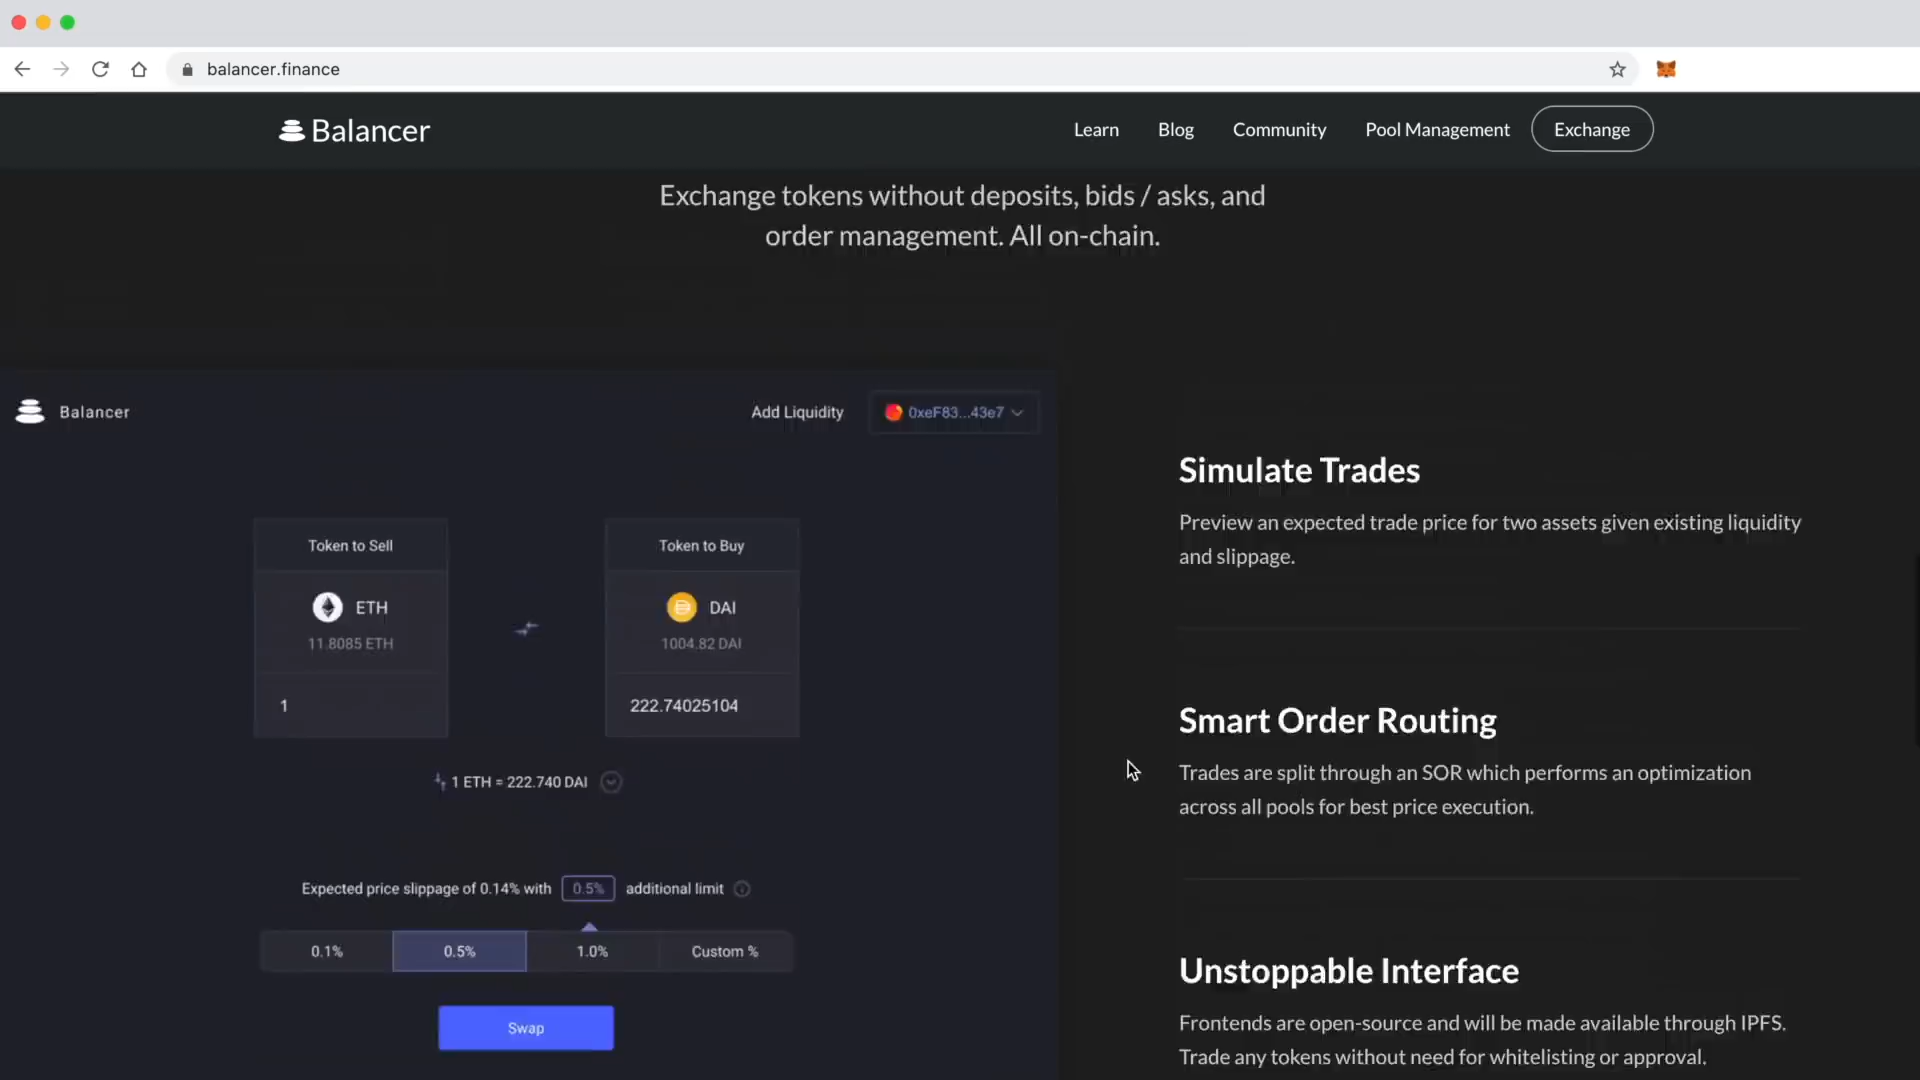 balancer.finance
Balancer
Learn
Blog
Community
Pool Management
Exchange
Exchange tokens without deposits, bids / asks, and
order management. All on-chain.
Balancer
Add Liquidity
0xeF83...43e7
Token to Sell
ETH
11.8085 ETH
1
Token to Buy
DAI
1004.82 DAI
222.74025104
1 ETH = 222.740 DAI
Expected price slippage of 0.14% with 0.5% additional limit
0.1%
0.5%
1.0%
Custom %
Swap
Simulate Trades
Preview an expected trade price for two assets given existing liquidity
and slippage.
Smart Order Routing
Trades are split through an SOR which performs an optimization
across all pools for best price execution.
Unstoppable Interface
Frontends are open-source and will be made available through IPFS.
Trade any tokens without need for whitelisting or approval.